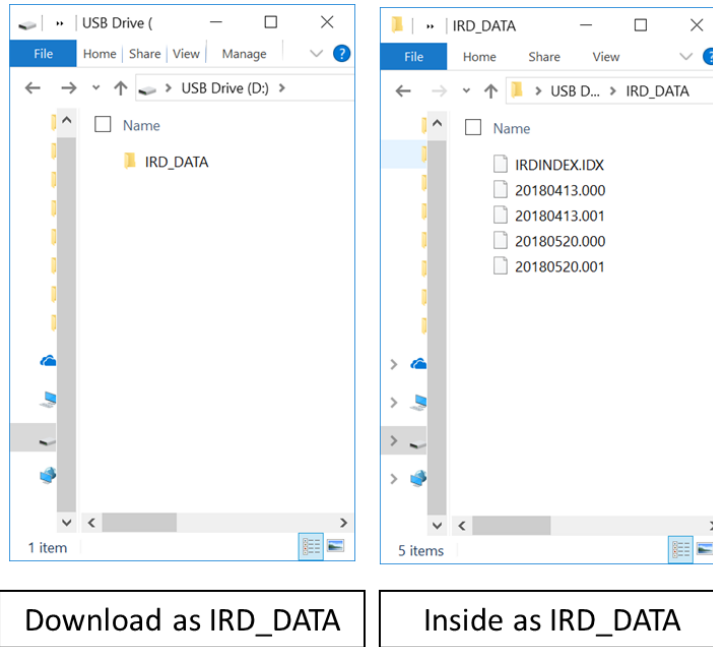 USB Drive (
File Home Share View Manage
USB Drive (D:)
Name
IRD_DATA
1 item
Download as IRD_DATA
IRD_DATA
File Home Share View
USB D... IRD_DATA
Name
IRDINDEX.IDX
20180413.000
20180413.001
20180520.000
20180520.001
5 items
Inside as IRD_DATA